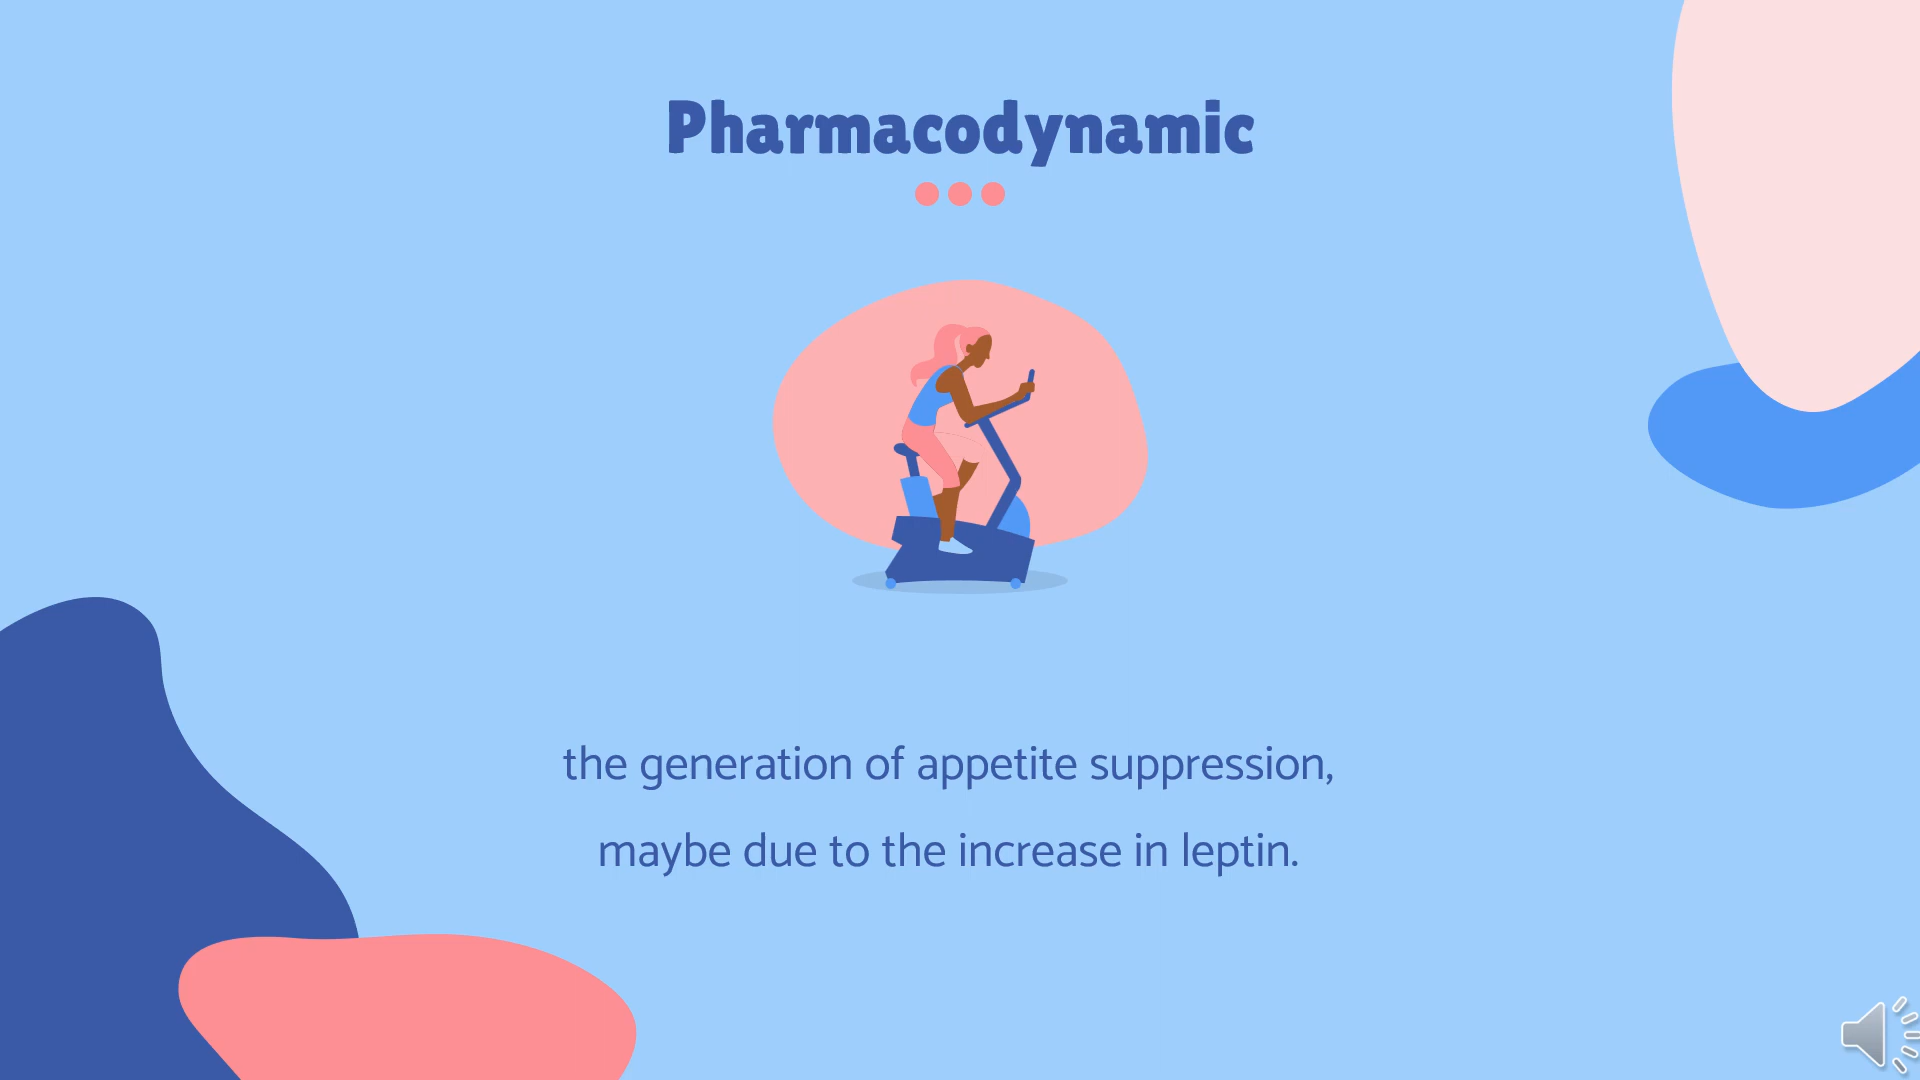 Pharmacodynamic
the generation of appetite suppression,
maybe due to the increase in leptin.